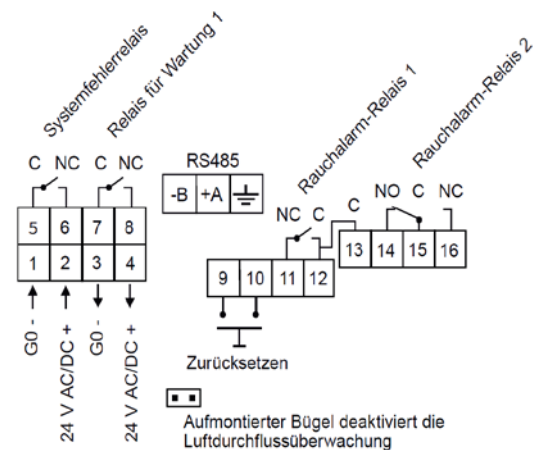 Systemfehlerrelais
Relais für Wartung 1
Rauchalarm-Relais 1
Rauchalarm-Relais 2
C NC C NC
RS485
-B +A
NC C C NO C NC
5 6 7 8
1 2 3 4
9 10 11 12
13 14 15 16
G0 -
24 V AC/DC +
G0 -
24 V AC/DC +
Zurücksetzen
Aufmontierter Bügel deaktiviert die
Luftdurchflussüberwachung